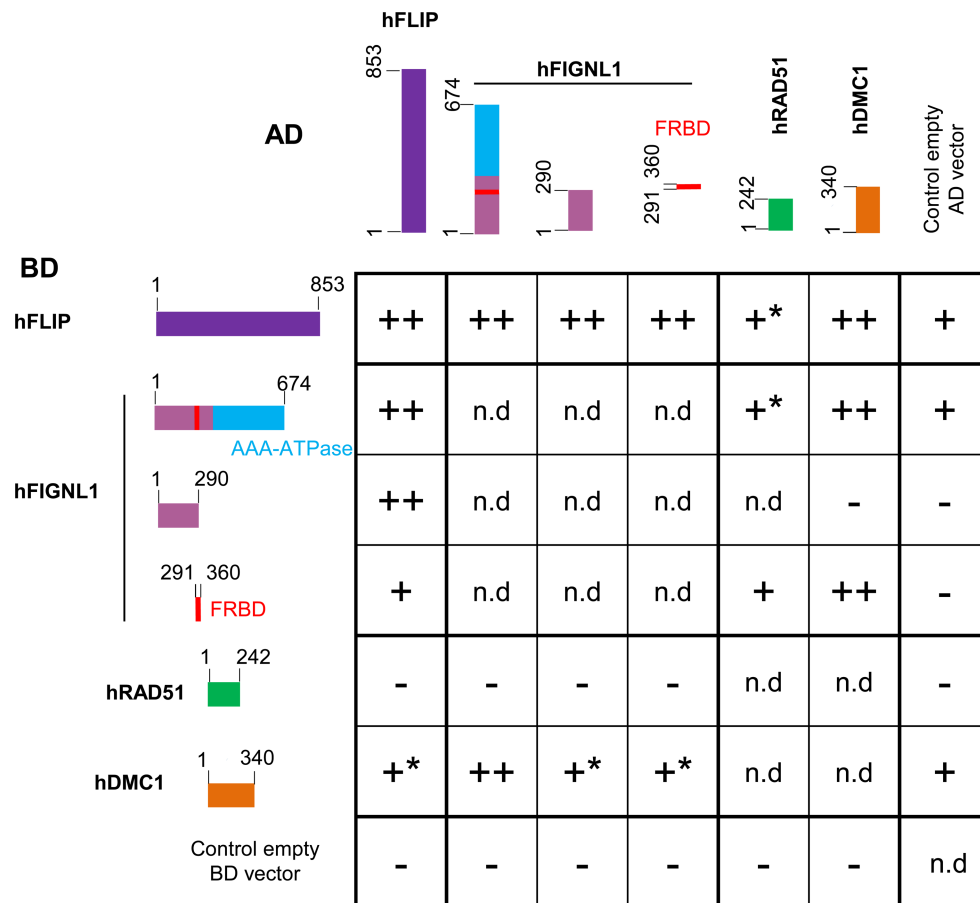 hFLIP
853
1
hFIGNL1
674
1
290
1
FRBD
360
291
hRAD51
242
1
hDMC1
340
1
Control empty
AD vector
AD
BD
hFLIP
1 853
++ ++ ++ ++ +* ++ +
hFIGNL1
1 674
AAA-ATPase
++ n.d n.d n.d +* ++ +
1 290
++ n.d n.d n.d n.d - -
291 360
FRBD
+ n.d n.d n.d + ++ -
hRAD51
1 242
- - - - n.d n.d -
hDMC1
1 340
+* ++ +* +* n.d n.d +
Control empty
BD vector
- - - - - - n.d